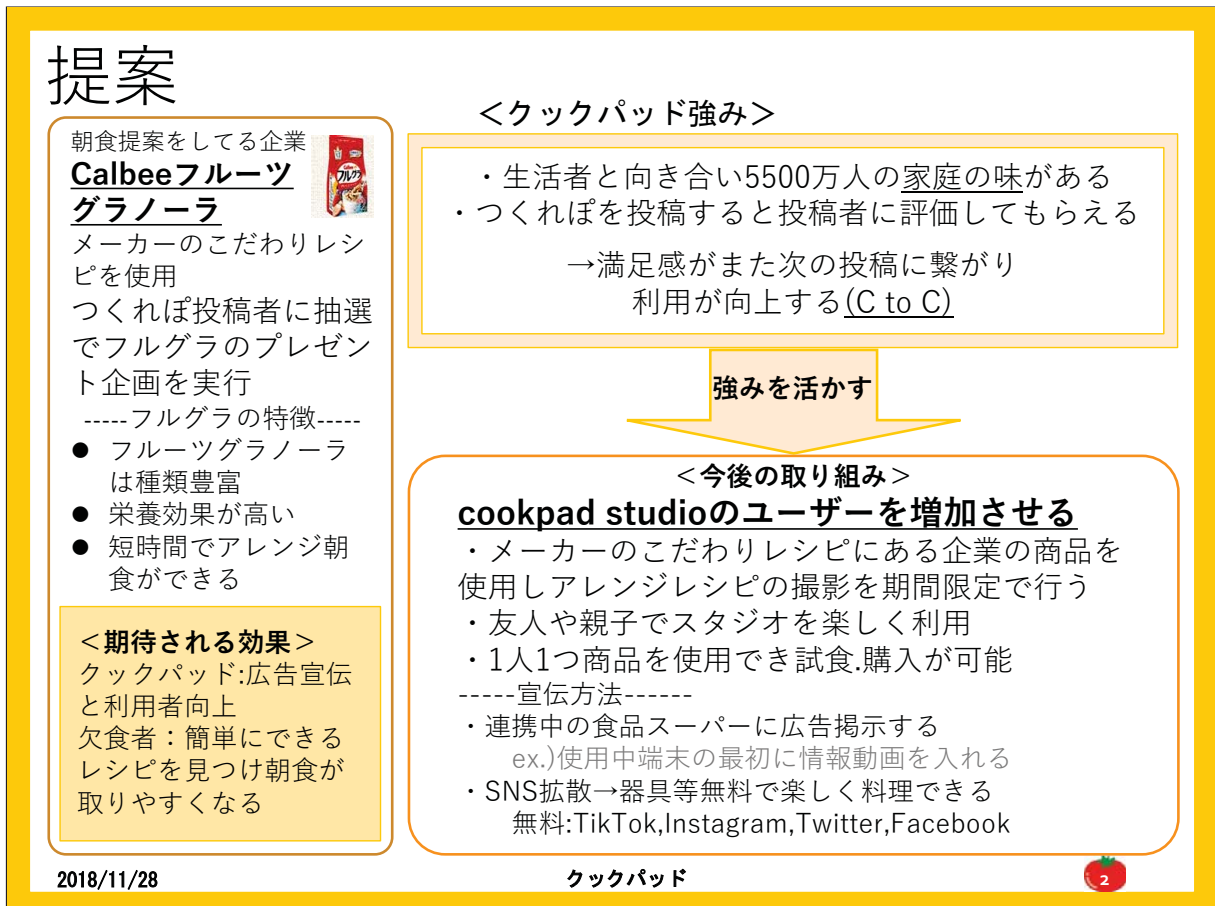 提案
朝食提案をしてる企業
Calbeeフルーツ
グラノーラ
Calbee
フルグラ
メーカーのこだわりレシ
ピを使用
つくれぽ投稿者に抽選
でフルグラのプレゼン
ト企画を実行
-----フルグラの特徴-----
● フルーツグラノーラ
は種類豊富
● 栄養効果が高い
● 短時間でアレンジ朝
食ができる
＜期待される効果＞
クックパッド:広告宣伝
と利用者向上
欠食者：簡単にできる
レシピを見つけ朝食が
取りやすくなる
＜クックパッド強み＞
・生活者と向き合い5500万人の家庭の味がある
・つくれぽを投稿すると投稿者に評価してもらえる
→満足感がまた次の投稿に繋がり
利用が向上する(C to C)
強みを活かす
＜今後の取り組み＞
cookpad studioのユーザーを増加させる
・メーカーのこだわりレシピにある企業の商品を
使用しアレンジレシピの撮影を期間限定で行う
・友人や親子でスタジオを楽しく利用
・1人1つ商品を使用でき試食.購入が可能
-----宣伝方法------
・連携中の食品スーパーに広告掲示する
ex.)使用中端末の最初に情報動画を入れる
・SNS拡散→器具等無料で楽しく料理できる
無料:TikTok,Instagram,Twitter,Facebook
2018/11/28
クックパッド
2